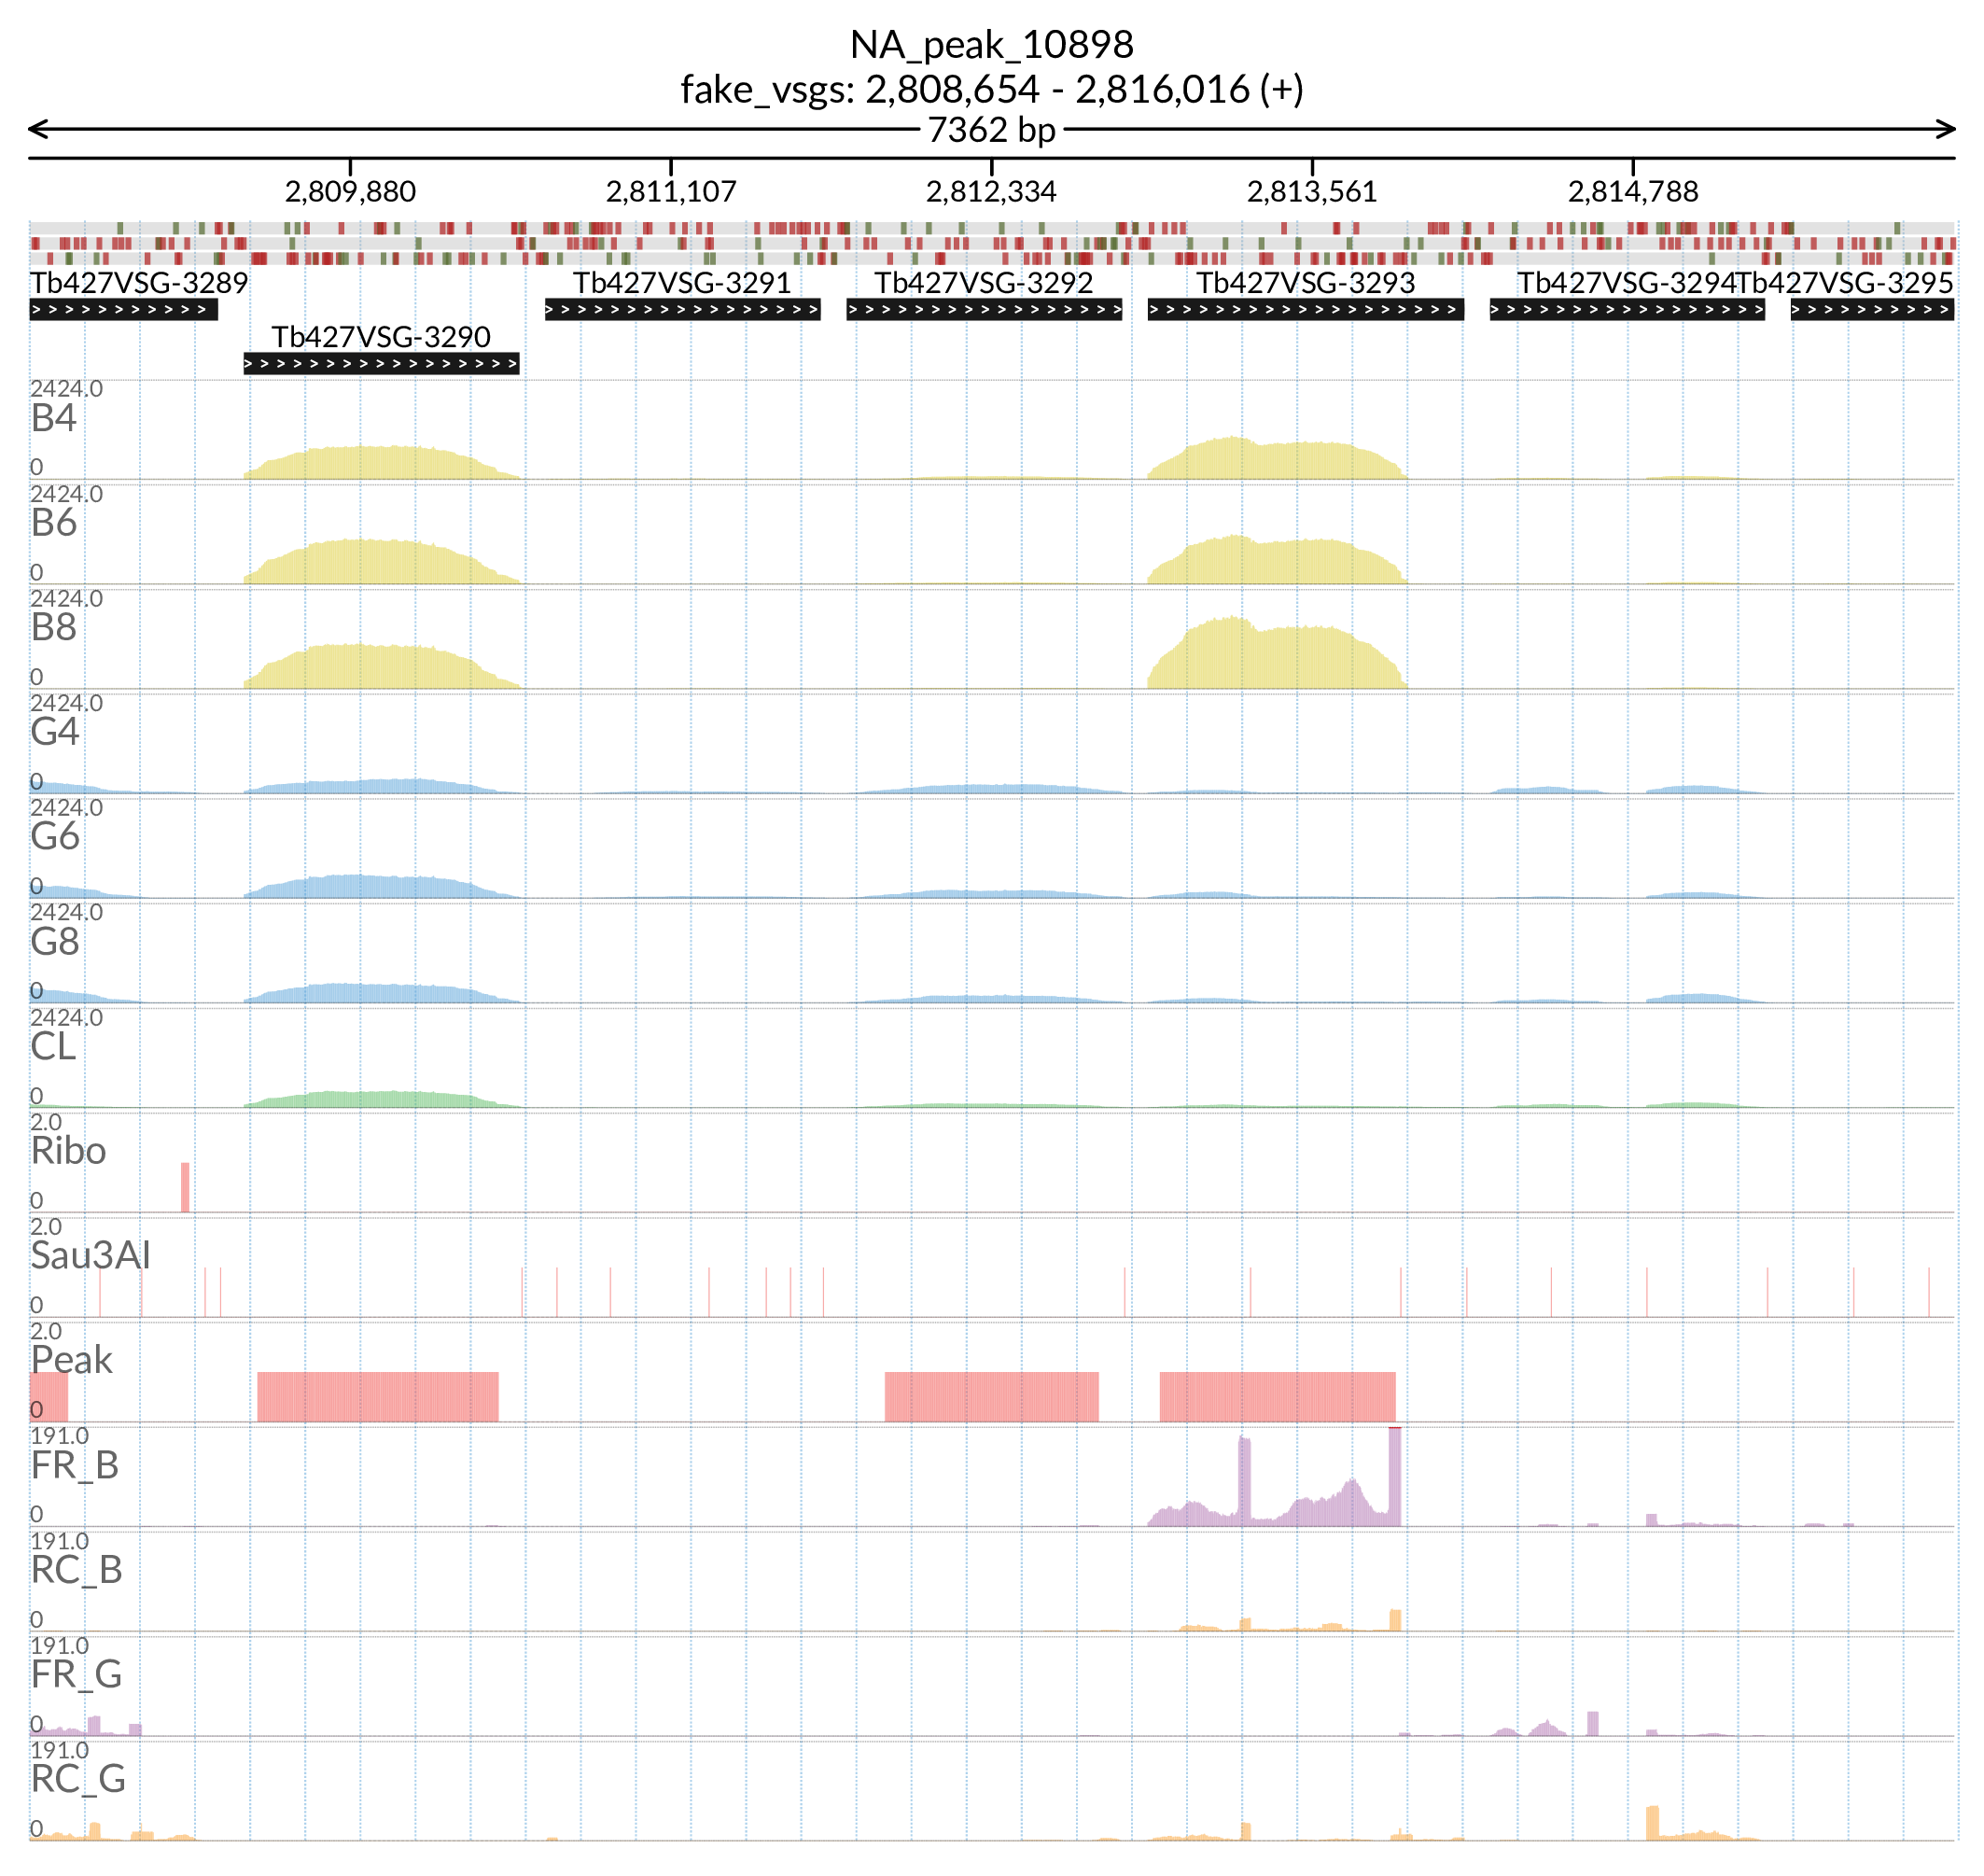 NA_peak_10898
fake_vsgs: 2,808,654 - 2,816,016 (+)
7362 bp
2,809,880 2,811,107 2,812,334 2,813,561 2,814,788
Tb427VSG-3289 Tb427VSG-3291 Tb427VSG-3292 Tb427VSG-3293 Tb427VSG-3294 Tb427VSG-3295
Tb427VSG-3290
2424.0
B4
0
2424.0
B6
0
2424.0
B8
0
2424.0
G4
0
2424.0
G6
0
2424.0
G8
0
2424.0
CL
0
2.0
Ribo
0
2.0
Sau3AI
0
2.0
Peak
0
191.0
FR_B
0
191.0
RC_B
0
191.0
FR_G
0
191.0
RC_G
0